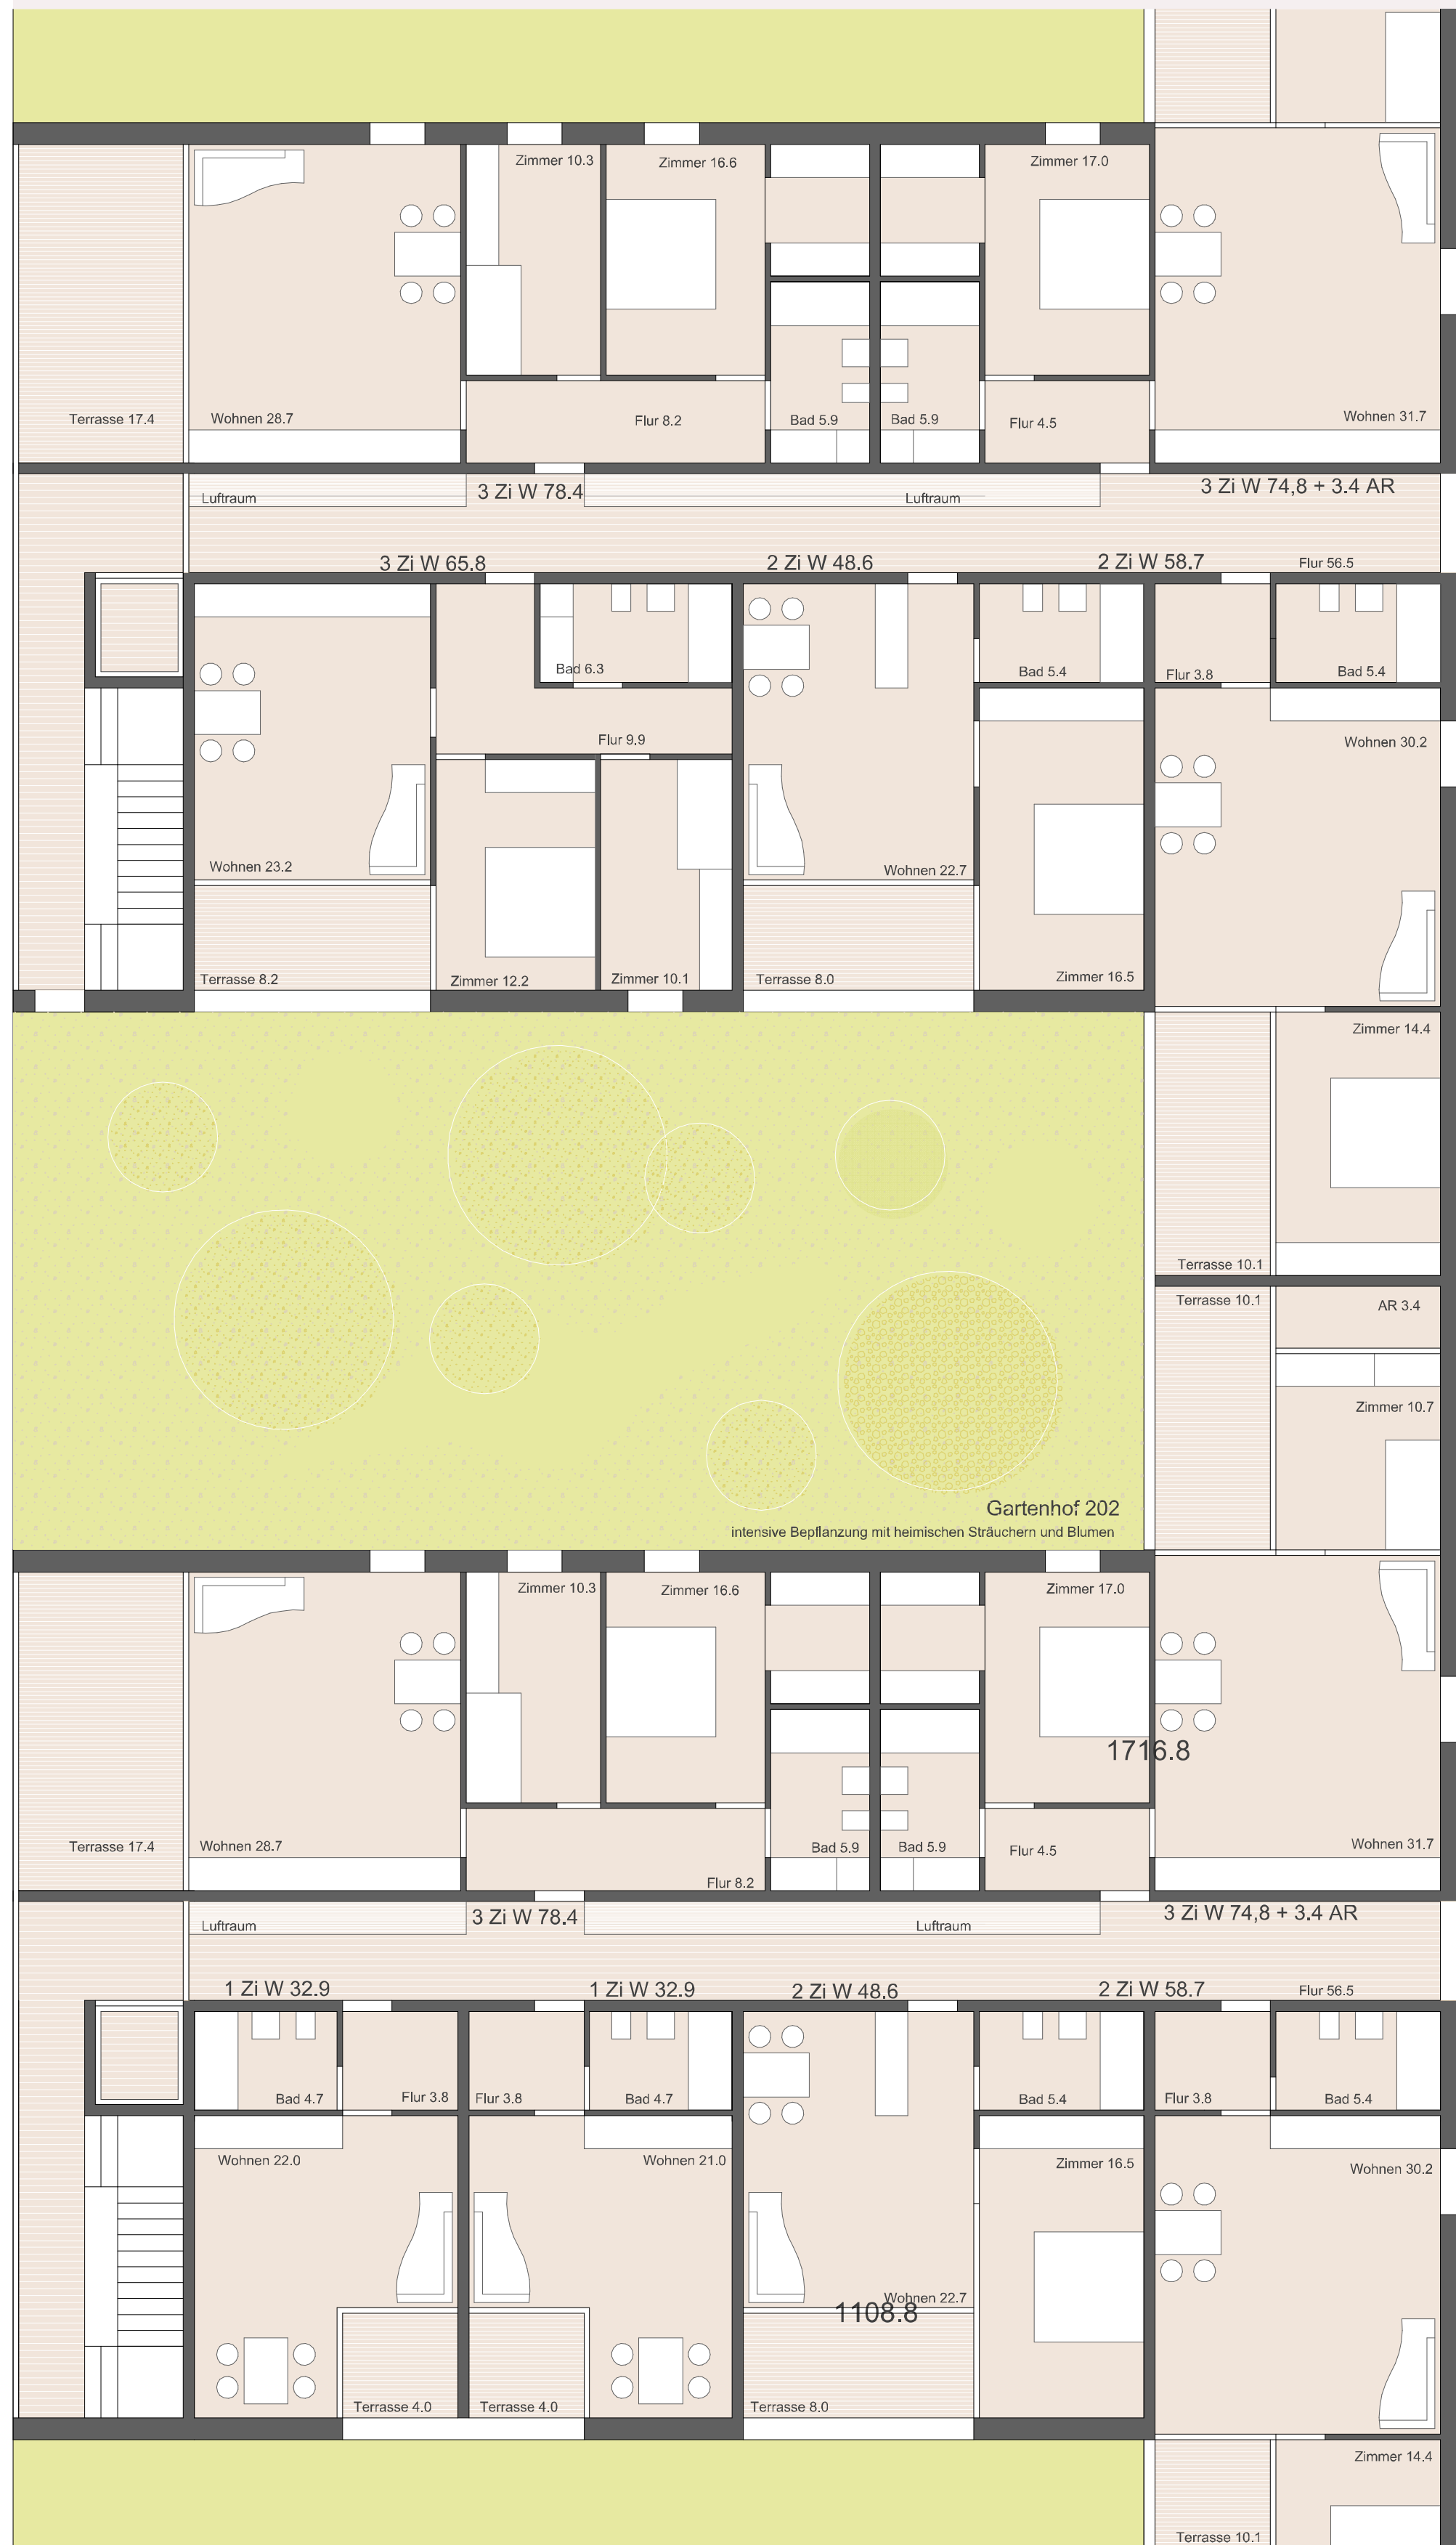 Zimmer 10.3
Zimmer 16.6
Zimmer 17.0
Terrasse 17.4
Wohnen 28.7
Flur 8.2
Bad 5.9
Bad 5.9
Flur 4.5
Wohnen 31.7
Luftraum
3 Zi W 78.4
Luftraum
3 Zi W 74,8 + 3.4 AR
3 Zi W 65.8
2 Zi W 48.6
2 Zi W 58.7
Flur 56.5
Bad 6.3
Bad 5.4
Flur 3.8
Bad 5.4
Flur 9.9
Wohnen 30.2
Wohnen 23.2
Wohnen 22.7
Terrasse 8.2
Zimmer 12.2
Zimmer 10.1
Terrasse 8.0
Zimmer 16.5
Zimmer 14.4
Terrasse 10.1
Terrasse 10.1
AR 3.4
Zimmer 10.7
Gartenhof 202
intensive Bepflanzung mit heimischen Sträuchern und Blumen
Zimmer 10.3
Zimmer 16.6
Zimmer 17.0
1716.8
Terrasse 17.4
Wohnen 28.7
Flur 8.2
Bad 5.9
Bad 5.9
Flur 4.5
Wohnen 31.7
Luftraum
3 Zi W 78.4
Luftraum
3 Zi W 74,8 + 3.4 AR
1 Zi W 32.9
1 Zi W 32.9
2 Zi W 48.6
2 Zi W 58.7
Flur 56.5
Bad 4.7
Flur 3.8
Flur 3.8
Bad 4.7
Bad 5.4
Flur 3.8
Bad 5.4
Wohnen 22.0
Wohnen 21.0
Zimmer 16.5
Wohnen 30.2
Wohnen 22.7
1108.8
Terrasse 4.0
Terrasse 4.0
Terrasse 8.0
Zimmer 14.4
Terrasse 10.1